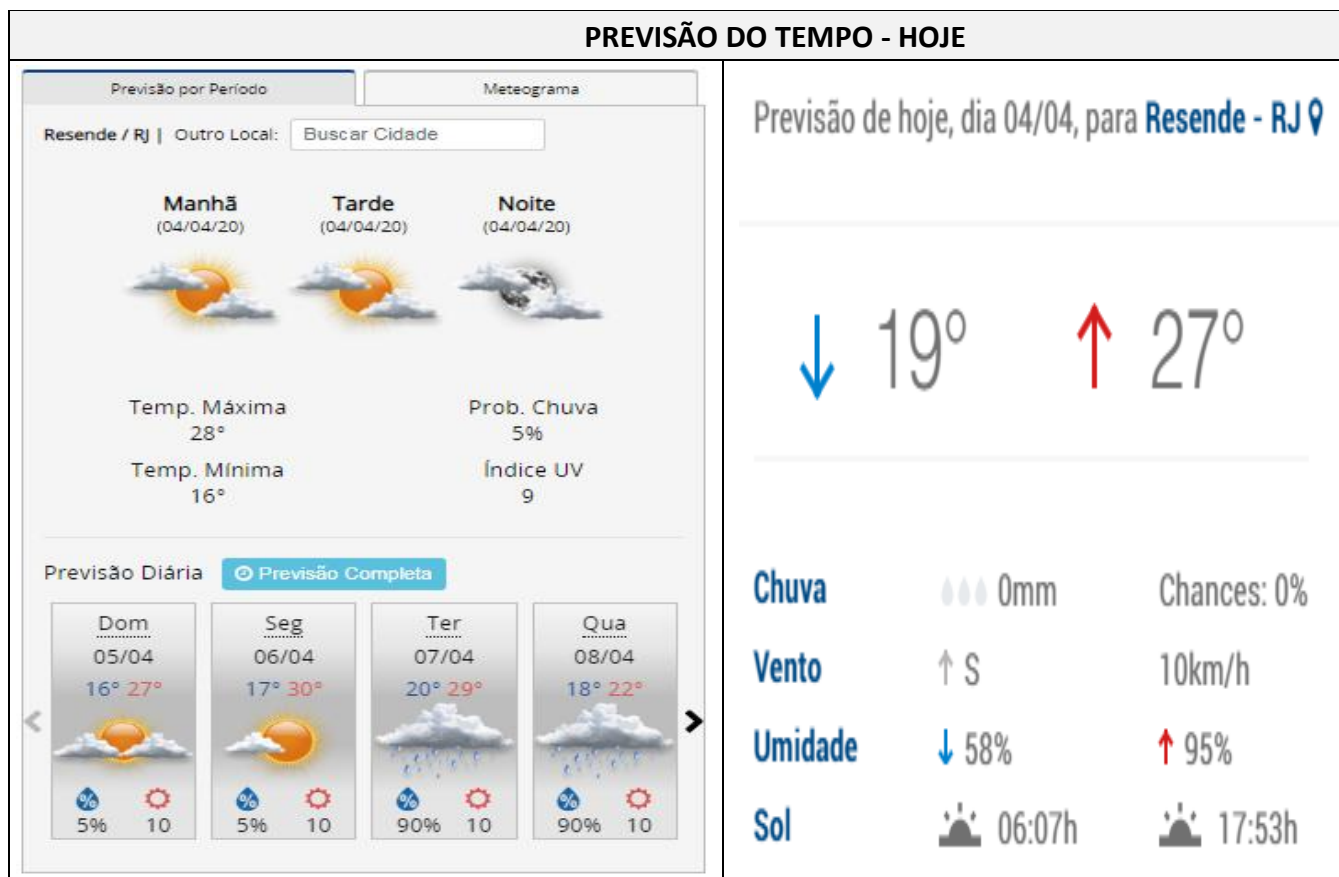 PREVISÃO DO TEMPO - HOJE
Previsão por Período Meteograma
Resende / RJ | Outro Local: Buscar Cidade
Manhã Tarde Noite
(04/04/20) (04/04/20) (04/04/20)
Temp. Máxima Prob. Chuva
28° 5%
Temp. Mínima Índice UV
16° 9
Previsão Diária Previsão Completa
Dom Seg Ter Qua
05/04 06/04 07/04 08/04
16° 27° 17° 30° 20° 29° 18° 22°
% % % %
5% 10 5% 10 90% 10 90% 10
Previsão de hoje, dia 04/04, para Resende - RJ
19° 27°
Chuva 0mm Chances: 0%
Vento S 10km/h
Umidade 58% 95%
Sol 06:07h 17:53h